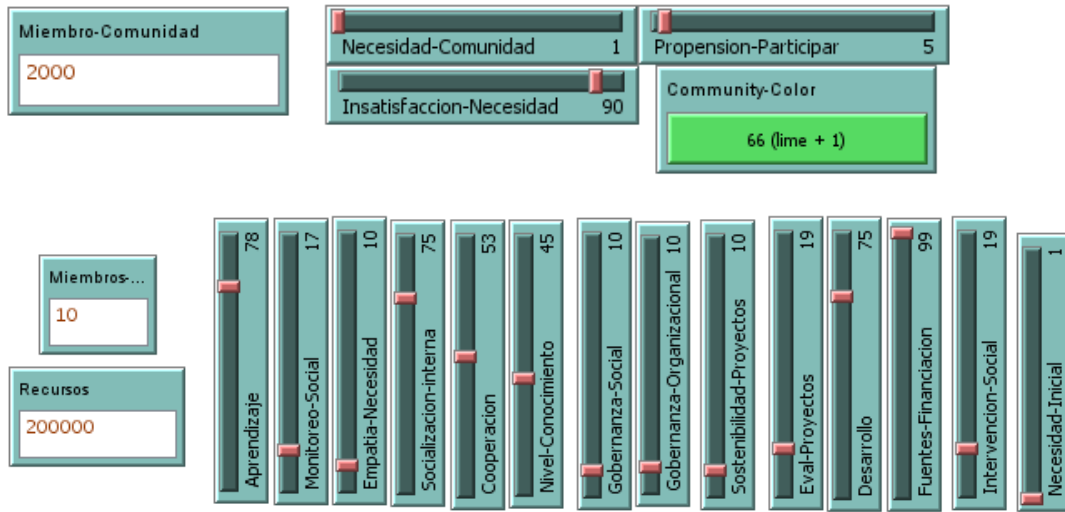 Miembro-Comunidad
2000
Necesidad-Comunidad 1
Propension-Participar 5
Insatisfaccion-Necesidad 90
Community-Color
66 (lime + 1)
Miembros-...
10
Recursos
200000
Aprendizaje 78
Monitoreo-Social 17
Empatia-Necesidad 10
Socializacion-interna 75
Cooperacion 53
Nivel-Conocimiento 45
Gobernanza-Social 10
Gobernanza-Organizacional 10
Sostenibilidad-Proyectos 10
Eval-Proyectos 19
Desarrollo 75
Fuentes-Financiacion 99
Intervencion-Social 19
Necesidad-Inicial 1